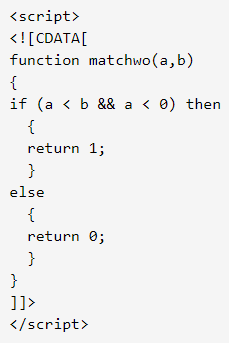 <script>
<![CDATA[
function matchwo(a,b)
{
if (a < b && a < 0) then
  {
  return 1;
  }
else
  {
  return 0;
  }
}
]]>
</script>